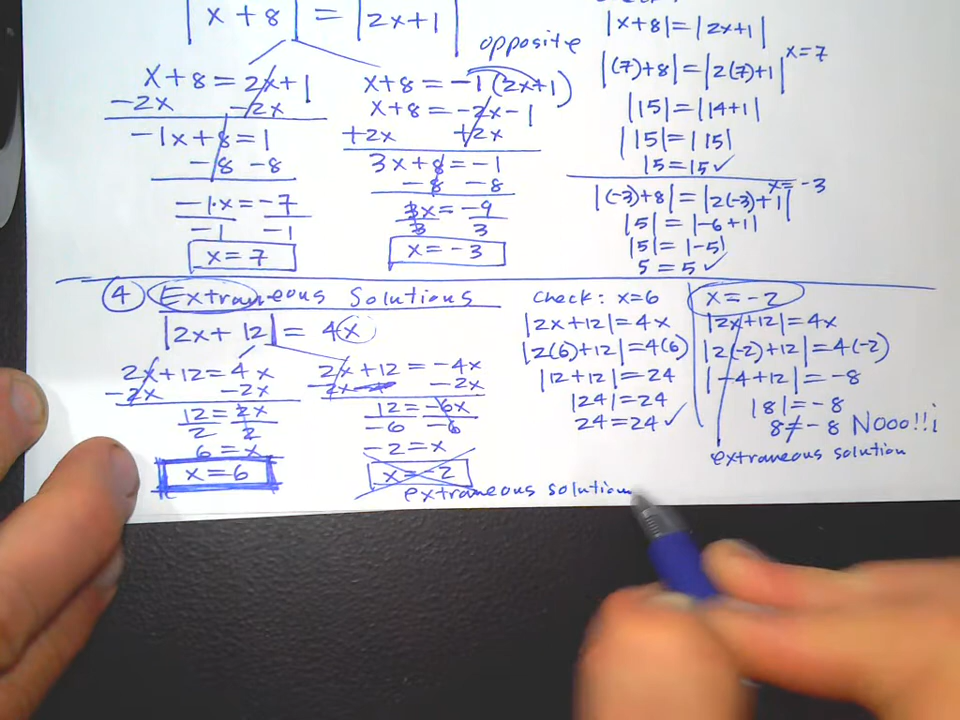 |x + 8| = |2x+1|
opposite
x+8 = 2x+1
-2x -2x
-1x+8=1
-8 -8
-1·x=-7
-1 -1
x=7
x+8=-1(2x+1)
x+8=-2x-1
+2x +2x
3x+8=-1
-8 -8
3x=-9
3 3
x=-3
|x+8|=|2x+1|
x=7
|(7)+8|=|2(7)+1|
|15|=|14+1|
|15|=|15|
15=15✓
x=-3
|(-3)+8|=|2(-3)+1|
|5|=|-6+1|
|5|=|-5|
5=5✓
4 Extraneous Solutions
|2x+12|=4x
2x+12=4x
-2x -2x
12=2x
2 2
6=x
x=6
2x+12=-4x
-2x
12=-6x
-6 -6
-2=x
x=-2
extraneous solution
check: x=6
|2x+12|=4x
|2(6)+12|=4(6)
|12+12|=24
|24|=24
24=24✓
x=-2
|2x+12|=4x
|2(-2)+12|=4(-2)
|-4+12|=-8
|8|=-8
8≠-8 Nooo!!¡
extraneous solution